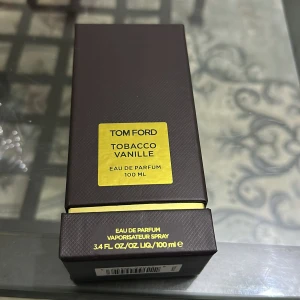 TOM FORD
TOBACCO
VANILLE
EAU DE PARFUM
100 ML
EAU DE PARFUM
VAPORISATEUR SPRAY
3.4 FL. OZ./OZ. LIQ./100 ml ℮